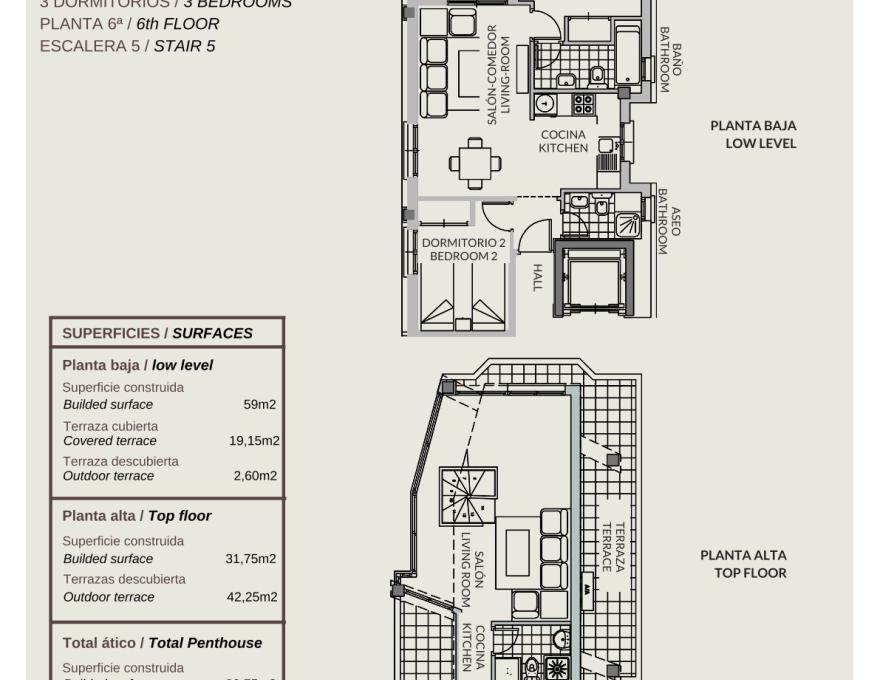 3 DORMITORIOS / 3 BEDROOMS
PLANTA 6ª / 6th FLOOR
ESCALERA 5 / STAIR 5
SALÓN-COMEDOR
LIVING-ROOM
BAÑO
BATHROOM
COCINA
KITCHEN
PLANTA BAJA
LOW LEVEL
ASEO
BATHROOM
DORMITORIO 2
BEDROOM 2
HALL
SUPERFICIES / SURFACES
Planta baja / low level
Superficie construida
Builded surface 59m2
Terraza cubierta
Covered terrace 19,15m2
Terraza descubierta
Outdoor terrace 2,60m2
Planta alta / Top floor
Superficie construida
Builded surface 31,75m2
Terrazas descubierta
Outdoor terrace 42,25m2
Total ático / Total Penthouse
Superficie construida
SALÓN
LIVING ROOM
TERRAZA
TERRACE
COCINA
KITCHEN
PLANTA ALTA
TOP FLOOR